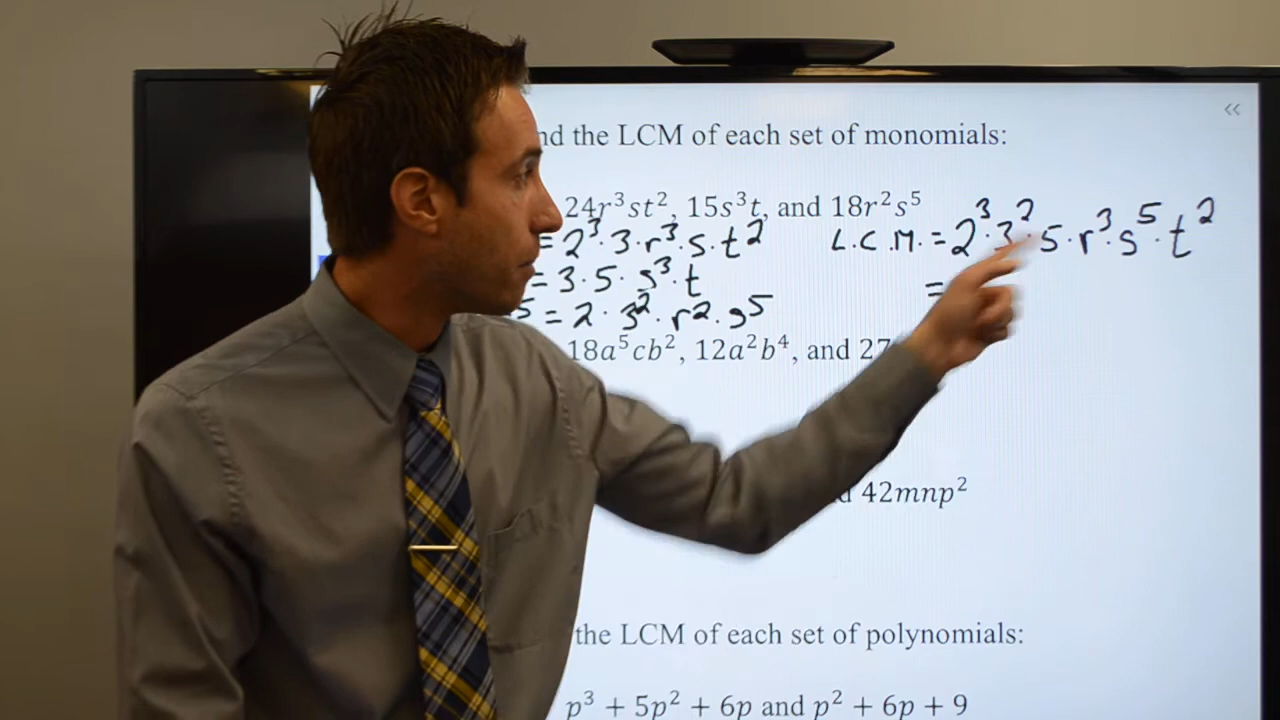 nd the LCM of each set of monomials:
24r³st², 15s³t, and 18r²s⁵
= 2³·3·r³·s·t² L.C.M. = 2³·3²·5·r³·s⁵·t²
= 3·5·s³·t =
5 = 2·3²·r²·s⁵
18a⁵cb², 12a²b⁴, and 27
42mnp²
the LCM of each set of polynomials:
p³ + 5p² + 6p and p² + 6p + 9